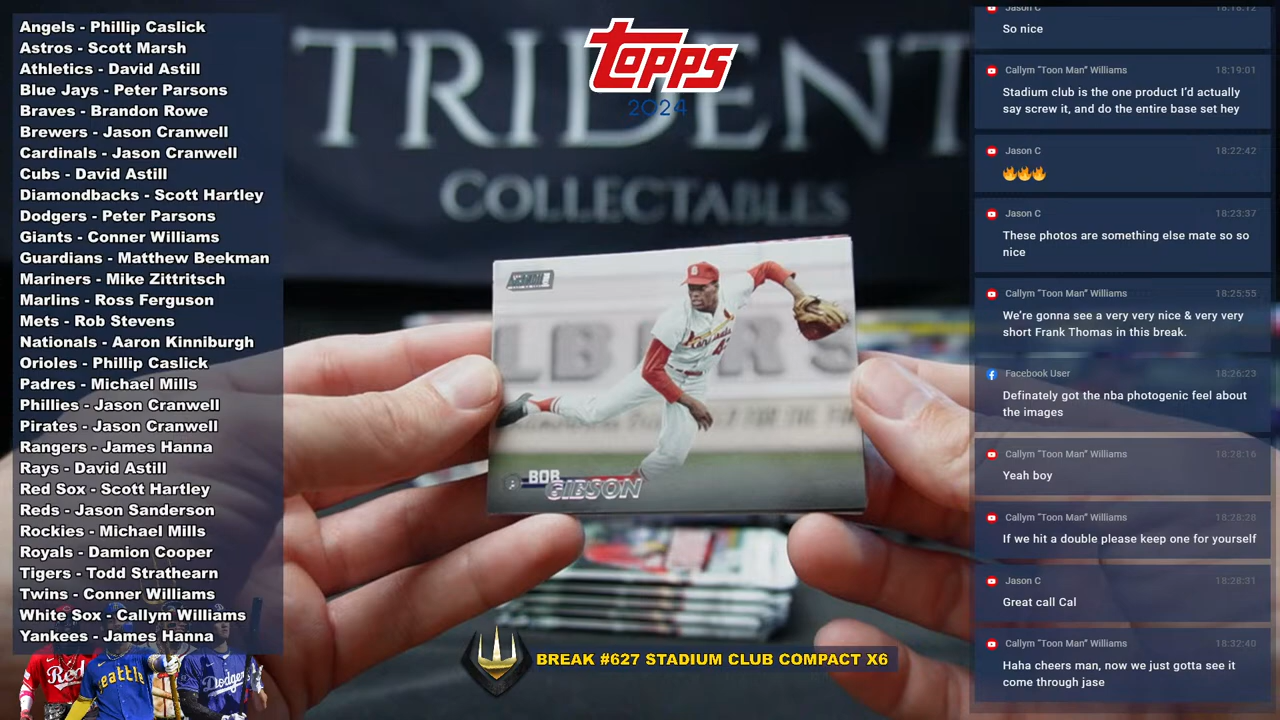 Angels - Phillip Caslick
Astros - Scott Marsh
Athletics - David Astill
Blue Jays - Peter Parsons
Braves - Brandon Rowe
Brewers - Jason Cranwell
Cardinals - Jason Cranwell
Cubs - David Astill
Diamondbacks - Scott Hartley
Dodgers - Peter Parsons
Giants - Conner Williams
Guardians - Matthew Beekman
Mariners - Mike Zittritsch
Marlins - Ross Ferguson
Mets - Rob Stevens
Nationals - Aaron Kinniburgh
Orioles - Phillip Caslick
Padres - Michael Mills
Phillies - Jason Cranwell
Pirates - Jason Cranwell
Rangers - James Hanna
Rays - David Astill
Red Sox - Scott Hartley
Reds - Jason Sanderson
Rockies - Michael Mills
Royals - Damion Cooper
Tigers - Todd Strathearn
Twins - Conner Williams
White Sox - Callym Williams
Yankees - James Hanna
seattle
Dodgers
TRIDENT
COLLECTABLES
topps
2024
Cardinals
BOB
GIBSON
BREAK #627 STADIUM CLUB COMPACT X6
Jason C 18:18:12
So nice
Callym "Toon Man" Williams 18:19:01
Stadium club is the one product I'd actually
say screw it, and do the entire base set hey
Jason C 18:22:42
🔥🔥🔥
Jason C 18:23:37
These photos are something else mate so so
nice
Callym "Toon Man" Williams 18:25:55
We're gonna see a very very nice & very very
short Frank Thomas in this break.
Facebook User 18:26:23
Definately got the nba photogenic feel about
the images
Callym "Toon Man" Williams 18:28:16
Yeah boy
Callym "Toon Man" Williams 18:28:28
If we hit a double please keep one for yourself
Jason C 18:28:31
Great call Cal
Callym "Toon Man" Williams 18:32:40
Haha cheers man, now we just gotta see it
come through jase